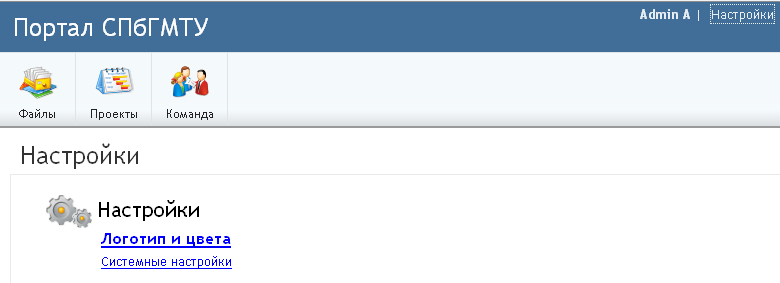 Admin A | Настройки
Портал СПбГМТУ
Файлы Проекты Команда
Настройки
Настройки
Логотип и цвета
Системные настройки